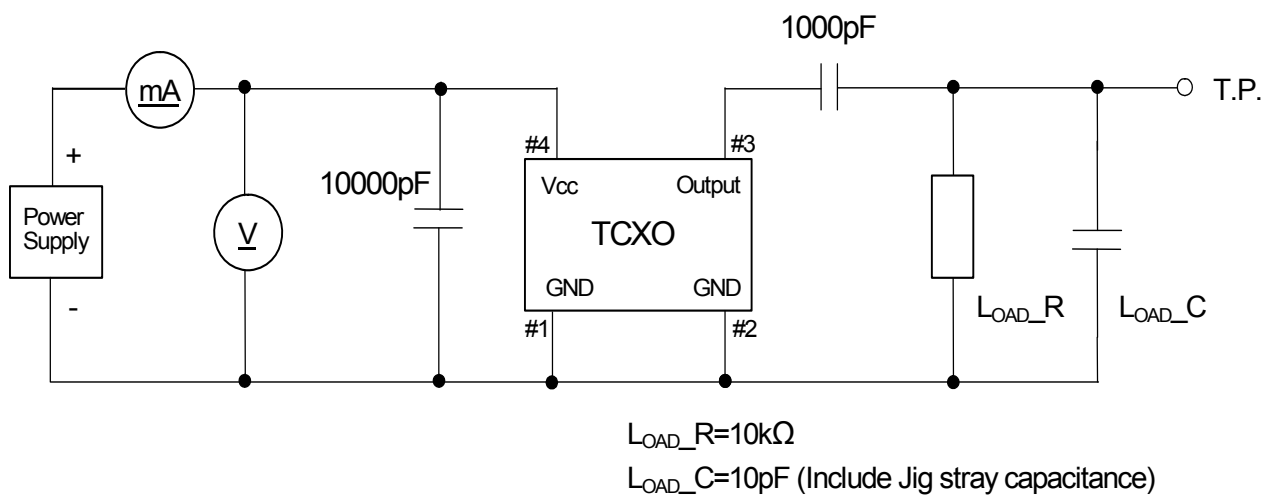 1000pF
mA
T.P.
+
#4
#3
10000pF
Vcc
Output
Power
Supply
V
TCXO
GND
GND
-
#1
#2
LOAD_R
LOAD_C
LOAD_R=10kΩ
LOAD_C=10pF (Include Jig stray capacitance)